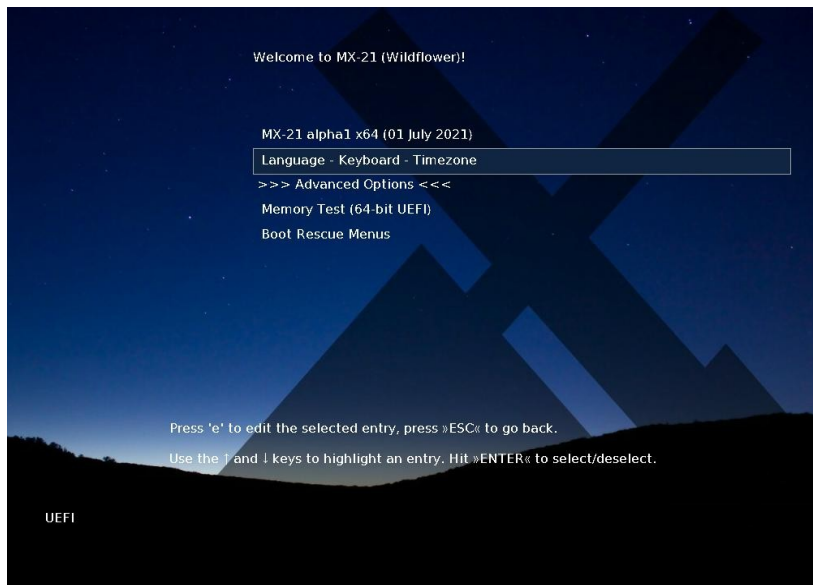 Welcome to MX-21 (Wildflower)!
MX-21 alpha1 x64 (01 July 2021)
Language - Keyboard - Timezone
>>> Advanced Options <<<
Memory Test (64-bit UEFI)
Boot Rescue Menus
Press 'e' to edit the selected entry, press »ESC« to go back.
Use the ↑ and ↓ keys to highlight an entry. Hit »ENTER« to select/deselect.
UEFI